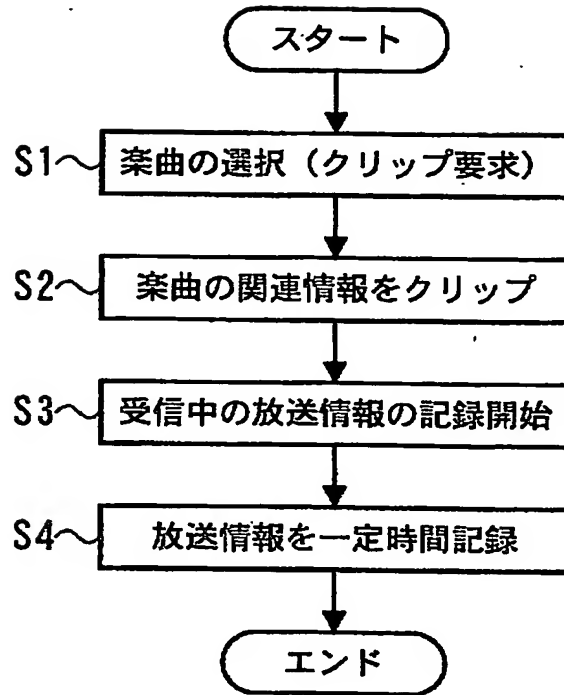 スタート
S1〜 楽曲の選択（クリップ要求）
S2〜 楽曲の関連情報をクリップ
S3〜 受信中の放送情報の記録開始
S4〜 放送情報を一定時間記録
エンド